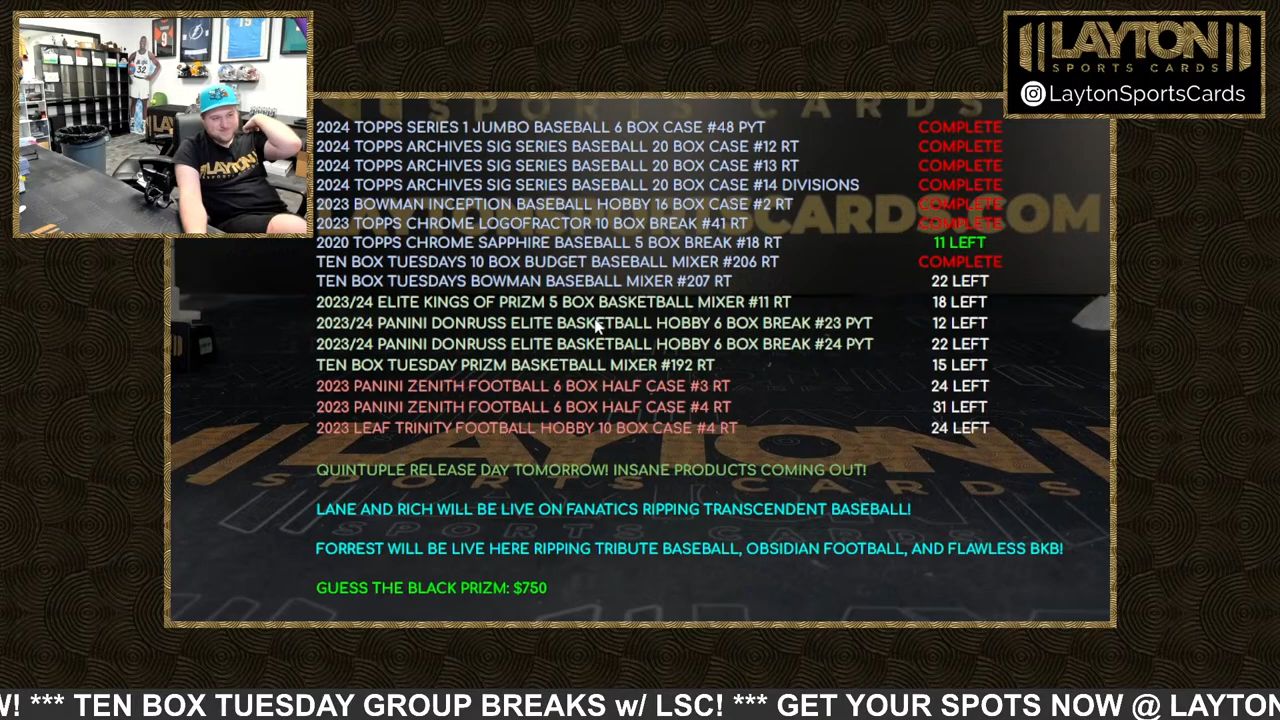 LAYTON
SPORTS CARDS
LaytonSportsCards
2024 TOPPS SERIES 1 JUMBO BASEBALL 6 BOX CASE #48 PYT COMPLETE
2024 TOPPS ARCHIVES SIG SERIES BASEBALL 20 BOX CASE #12 RT COMPLETE
2024 TOPPS ARCHIVES SIG SERIES BASEBALL 20 BOX CASE #13 RT COMPLETE
2024 TOPPS ARCHIVES SIG SERIES BASEBALL 20 BOX CASE #14 DIVISIONS COMPLETE
2023 BOWMAN INCEPTION BASEBALL HOBBY 16 BOX CASE #2 RT COMPLETE
2023 TOPPS CHROME LOGOFRACTOR 10 BOX BREAK #41 RT COMPLETE
2020 TOPPS CHROME SAPPHIRE BASEBALL 5 BOX BREAK #18 RT 11 LEFT
TEN BOX TUESDAYS 10 BOX BUDGET BASEBALL MIXER #206 RT COMPLETE
TEN BOX TUESDAYS BOWMAN BASEBALL MIXER #207 RT 22 LEFT
2023/24 ELITE KINGS OF PRIZM 5 BOX BASKETBALL MIXER #11 RT 18 LEFT
2023/24 PANINI DONRUSS ELITE BASKETBALL HOBBY 6 BOX BREAK #23 PYT 12 LEFT
2023/24 PANINI DONRUSS ELITE BASKETBALL HOBBY 6 BOX BREAK #24 PYT 22 LEFT
TEN BOX TUESDAY PRIZM BASKETBALL MIXER #192 RT 15 LEFT
2023 PANINI ZENITH FOOTBALL 6 BOX HALF CASE #3 RT 24 LEFT
2023 PANINI ZENITH FOOTBALL 6 BOX HALF CASE #4 RT 31 LEFT
2023 LEAF TRINITY FOOTBALL HOBBY 10 BOX CASE #4 RT 24 LEFT
QUINTUPLE RELEASE DAY TOMORROW! INSANE PRODUCTS COMING OUT!
LANE AND RICH WILL BE LIVE ON FANATICS RIPPING TRANSCENDENT BASEBALL!
FORREST WILL BE LIVE HERE RIPPING TRIBUTE BASEBALL, OBSIDIAN FOOTBALL, AND FLAWLESS BKB!
GUESS THE BLACK PRIZM: $750
W! *** TEN BOX TUESDAY GROUP BREAKS w/ LSC! *** GET YOUR SPOTS NOW @ LAYTON